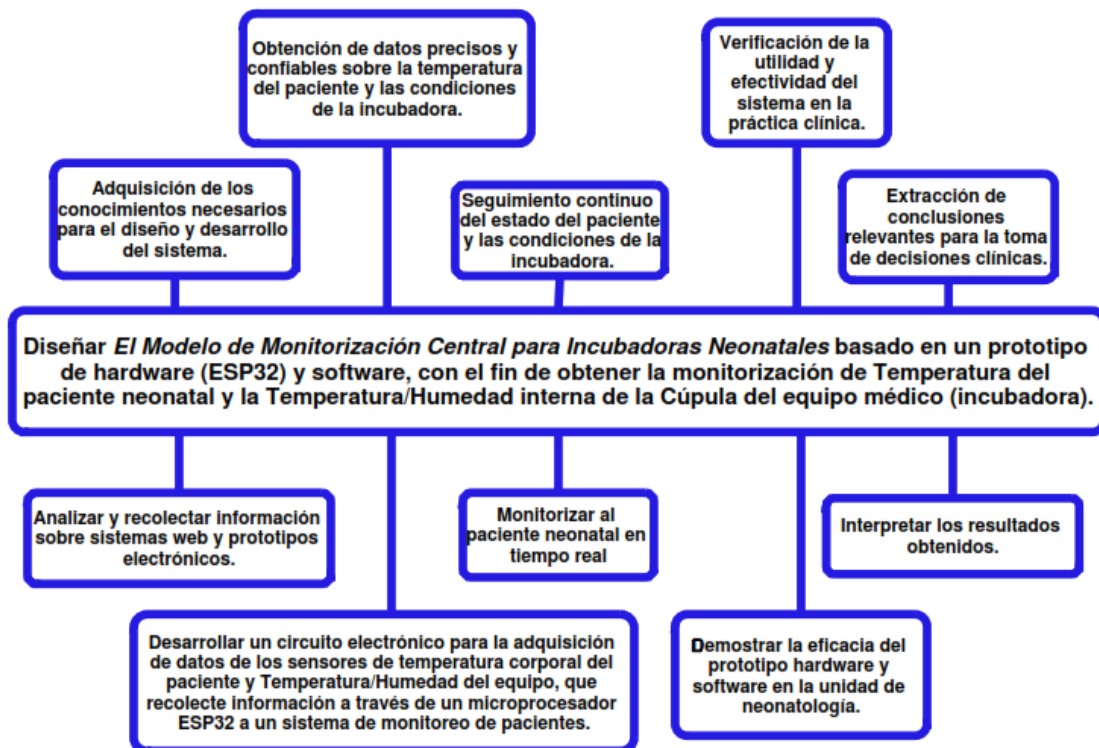 Obtención de datos precisos y
confiables sobre la temperatura
del paciente y las condiciones
de la incubadora.
Verificación de la
utilidad y
efectividad del
sistema en la
práctica clínica.
Adquisición de los
conocimientos necesarios
para el diseño y desarrollo
del sistema.
Seguimiento continuo
del estado del paciente
y las condiciones de la
incubadora.
Extracción de
conclusiones
relevantes para la toma
de decisiones clínicas.
Diseñar El Modelo de Monitorización Central para Incubadoras Neonatales basado en un prototipo
de hardware (ESP32) y software, con el fin de obtener la monitorización de Temperatura del
paciente neonatal y la Temperatura/Humedad interna de la Cúpula del equipo médico (incubadora).
Analizar y recolectar información
sobre sistemas web y prototipos
electrónicos.
Monitorizar al
paciente neonatal en
tiempo real
Interpretar los resultados
obtenidos.
Desarrollar un circuito electrónico para la adquisición
de datos de los sensores de temperatura corporal del
paciente y Temperatura/Humedad del equipo, que
recolecte información a través de un microprocesador
ESP32 a un sistema de monitoreo de pacientes.
Demostrar la eficacia del
prototipo hardware y
software en la unidad de
neonatología.